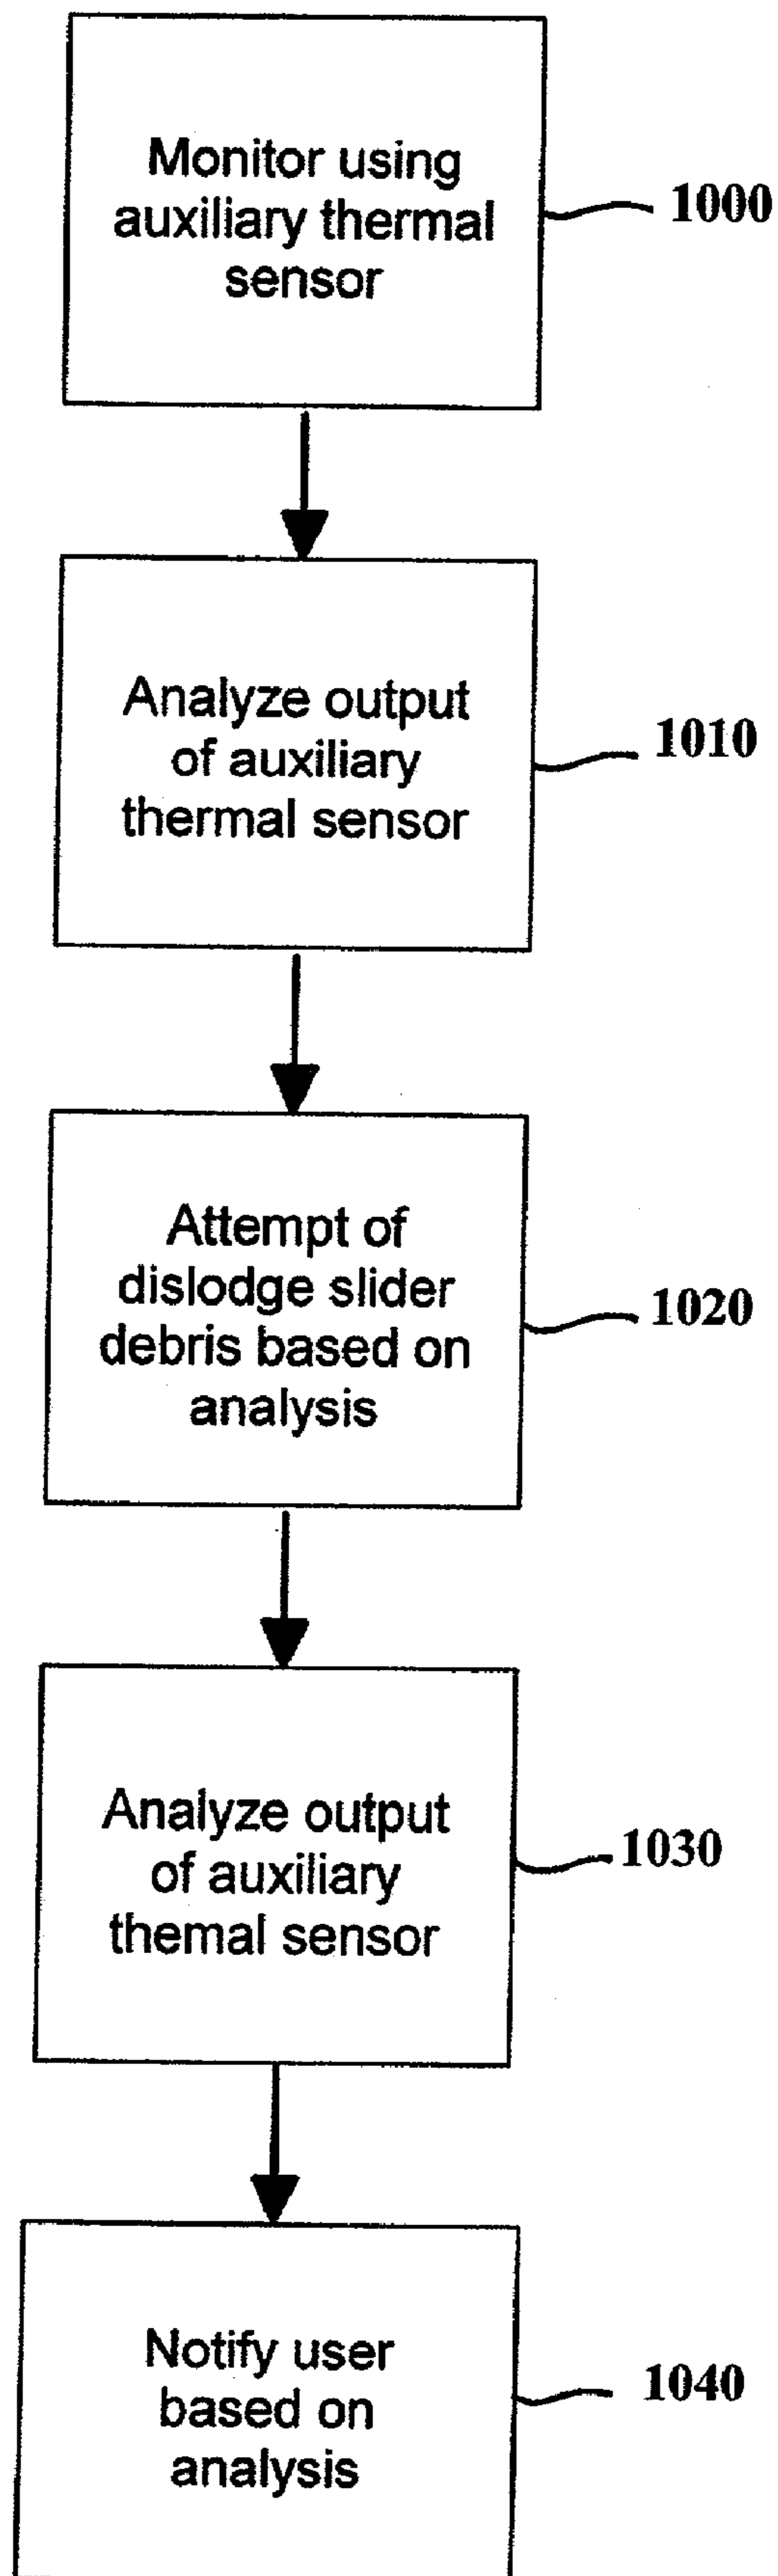 Monitor using
auxiliary thermal
sensor
1000
Analyze output
of auxiliary
thermal sensor
1010
Attempt of
dislodge slider
debris based on
analysis
1020
Analyze output
of auxiliary
themal sensor
1030
Notify user
based on
analysis
1040